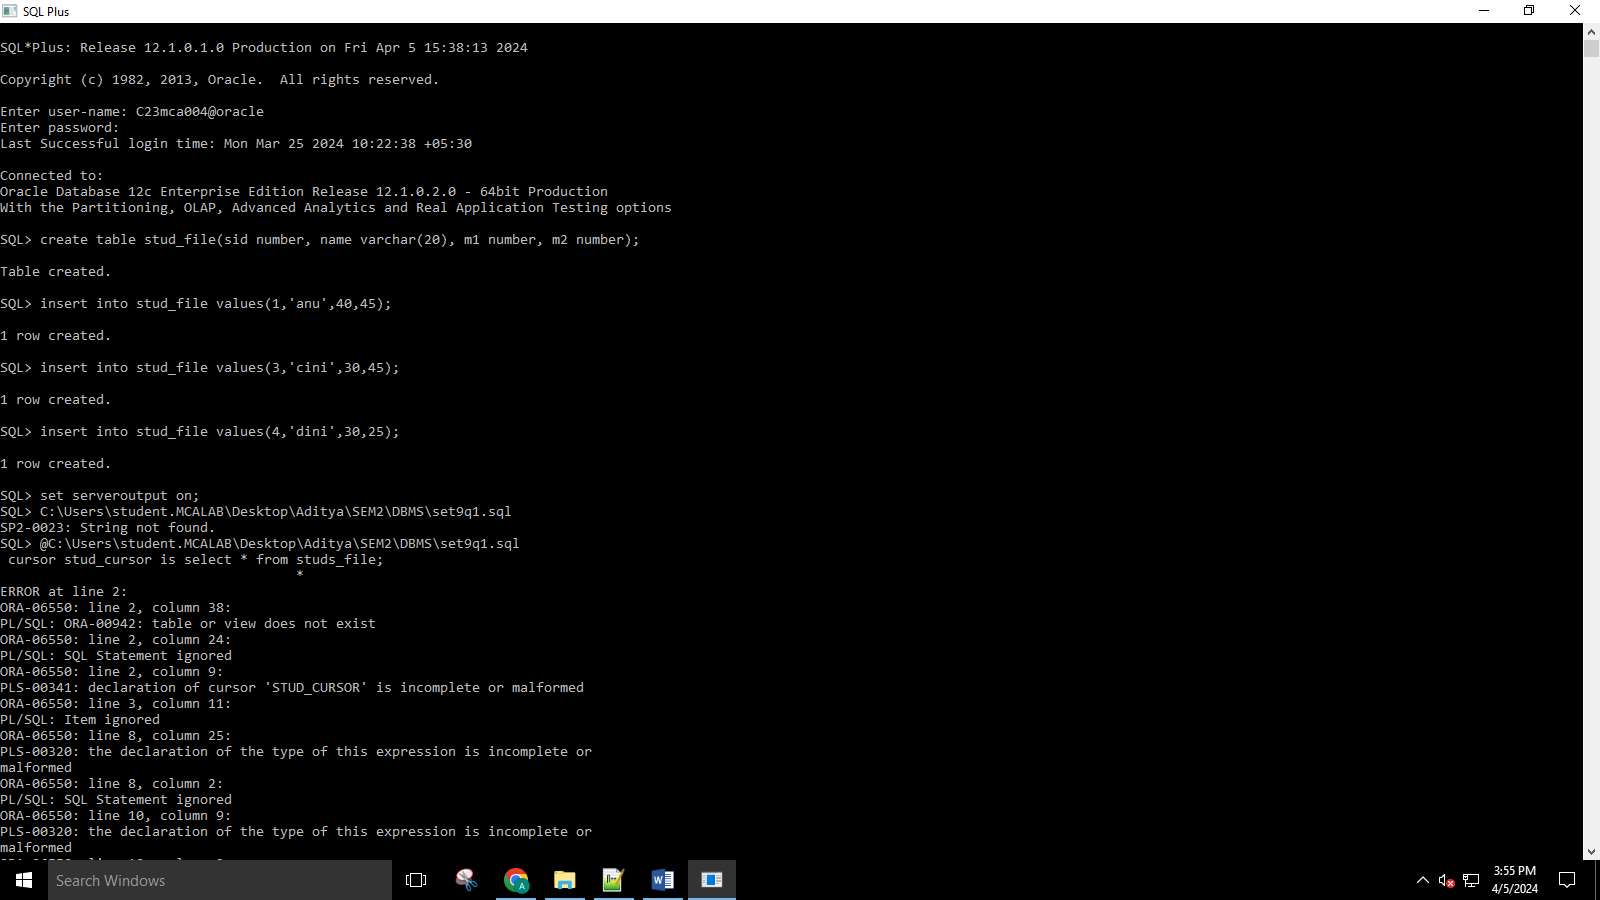 SQL Plus
SQL*Plus: Release 12.1.0.1.0 Production on Fri Apr 5 15:38:13 2024
Copyright (c) 1982, 2013, Oracle.  All rights reserved.
Enter user-name: C23mca004@oracle
Enter password:
Last Successful login time: Mon Mar 25 2024 10:22:38 +05:30
Connected to:
Oracle Database 12c Enterprise Edition Release 12.1.0.2.0 - 64bit Production
With the Partitioning, OLAP, Advanced Analytics and Real Application Testing options
SQL> create table stud_file(sid number, name varchar(20), m1 number, m2 number);
Table created.
SQL> insert into stud_file values(1,'anu',40,45);
1 row created.
SQL> insert into stud_file values(3,'cini',30,45);
1 row created.
SQL> insert into stud_file values(4,'dini',30,25);
1 row created.
SQL> set serveroutput on;
SQL> C:\Users\student.MCALAB\Desktop\Aditya\SEM2\DBMS\set9q1.sql
SP2-0023: String not found.
SQL> @C:\Users\student.MCALAB\Desktop\Aditya\SEM2\DBMS\set9q1.sql
 cursor stud_cursor is select * from studs_file;
                                     *
ERROR at line 2:
ORA-06550: line 2, column 38:
PL/SQL: ORA-00942: table or view does not exist
ORA-06550: line 2, column 24:
PL/SQL: SQL Statement ignored
ORA-06550: line 2, column 9:
PLS-00341: declaration of cursor 'STUD_CURSOR' is incomplete or malformed
ORA-06550: line 3, column 11:
PL/SQL: Item ignored
ORA-06550: line 8, column 25:
PLS-00320: the declaration of the type of this expression is incomplete or
malformed
ORA-06550: line 8, column 2:
PL/SQL: SQL Statement ignored
ORA-06550: line 10, column 9:
PLS-00320: the declaration of the type of this expression is incomplete or
malformed
Search Windows
3:55 PM
4/5/2024